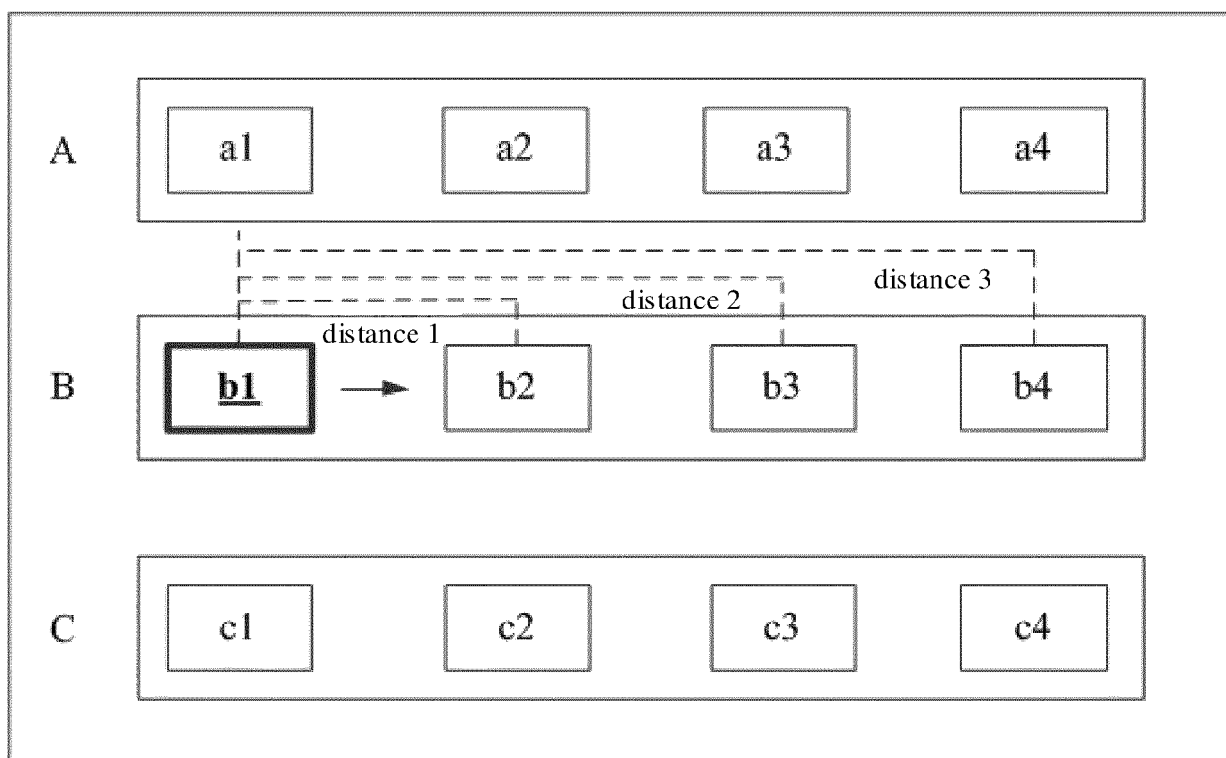 A a1 a2 a3 a4
distance 3
distance 2
distance 1
B b1 b2 b3 b4
C c1 c2 c3 c4